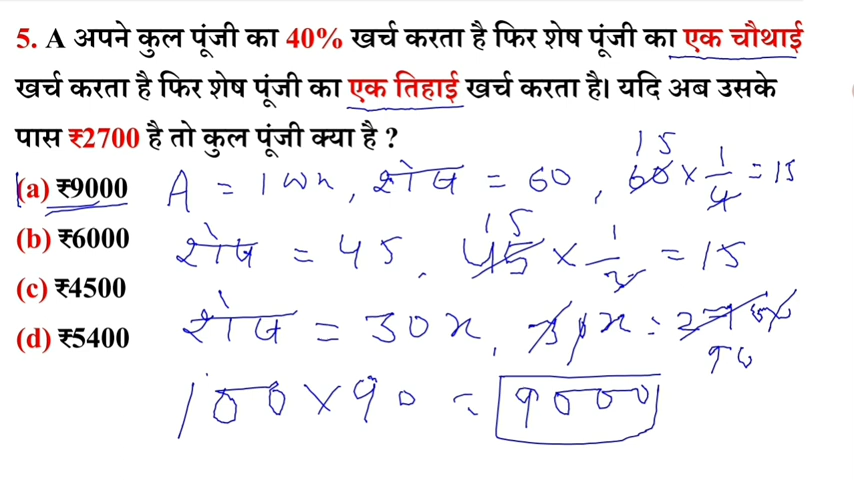 5. A अपने कुल पूंजी का 40% खर्च करता है फिर शेष पूंजी का एक चौथाई
खर्च करता है फिर शेष पूंजी का एक तिहाई खर्च करता है। यदि अब उसके
पास ₹2700 है तो कुल पूंजी क्या है ?
(a) ₹9000
(b) ₹6000
(c) ₹4500
(d) ₹5400
A = 100x, शेष = 60, 60 × 1/4 = 15
15
शेष = 45, 45 × 1/3 = 15
15
शेष = 30x, 30x = 2700
90
100 × 90 = 9000